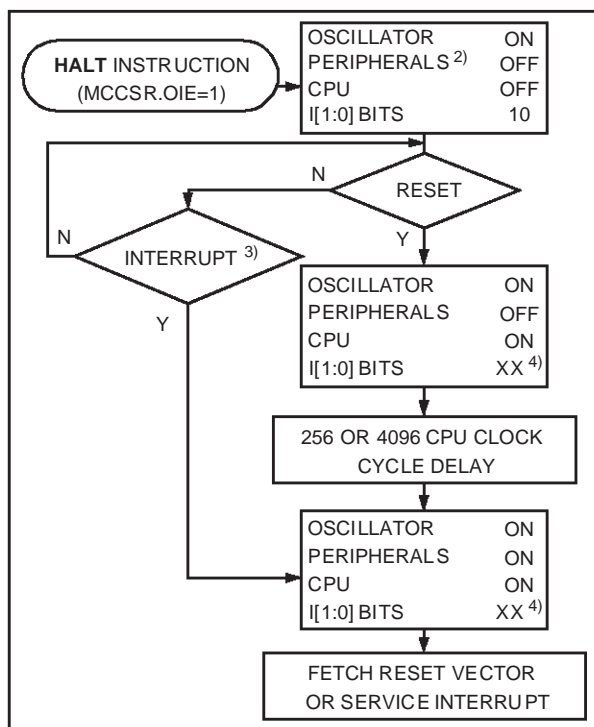 HALT INSTRUCTION
(MCCSR.OIE=1)
OSCILLATOR ON
PERIPHERALS 2) OFF
CPU OFF
I[1:0] BITS 10
N
RESET
N
INTERRUPT 3)
Y
Y
OSCILLATOR ON
PERIPHERALS OFF
CPU ON
I[1:0] BITS XX 4)
256 OR 4096 CPU CLOCK
CYCLE DELAY
OSCILLATOR ON
PERIPHERALS ON
CPU ON
I[1:0] BITS XX 4)
FETCH RESET VECTOR
OR SERVICE INTERRUPT